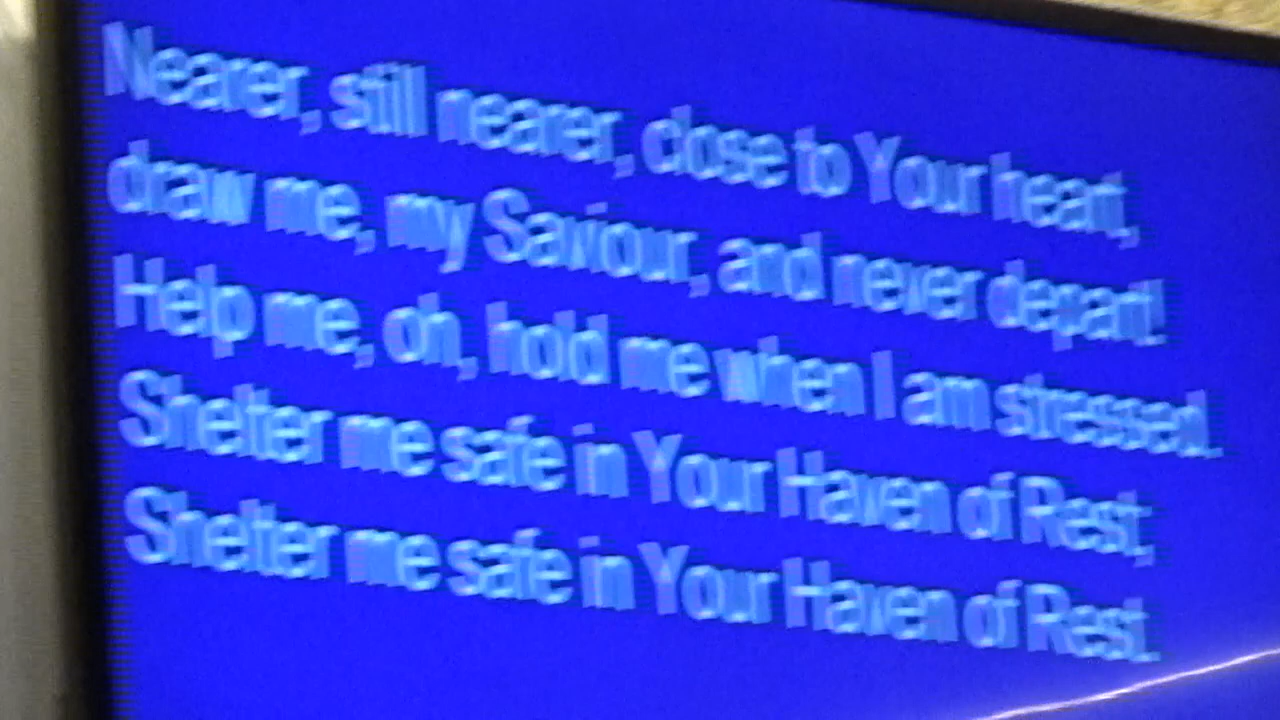 Nearer, still nearer, close to Your heart,
draw me, my Saviour, and never depart!
Help me, oh, hold me when I am stressed.
Shelter me safe in Your Haven of Rest;
Shelter me safe in Your Haven of Rest.